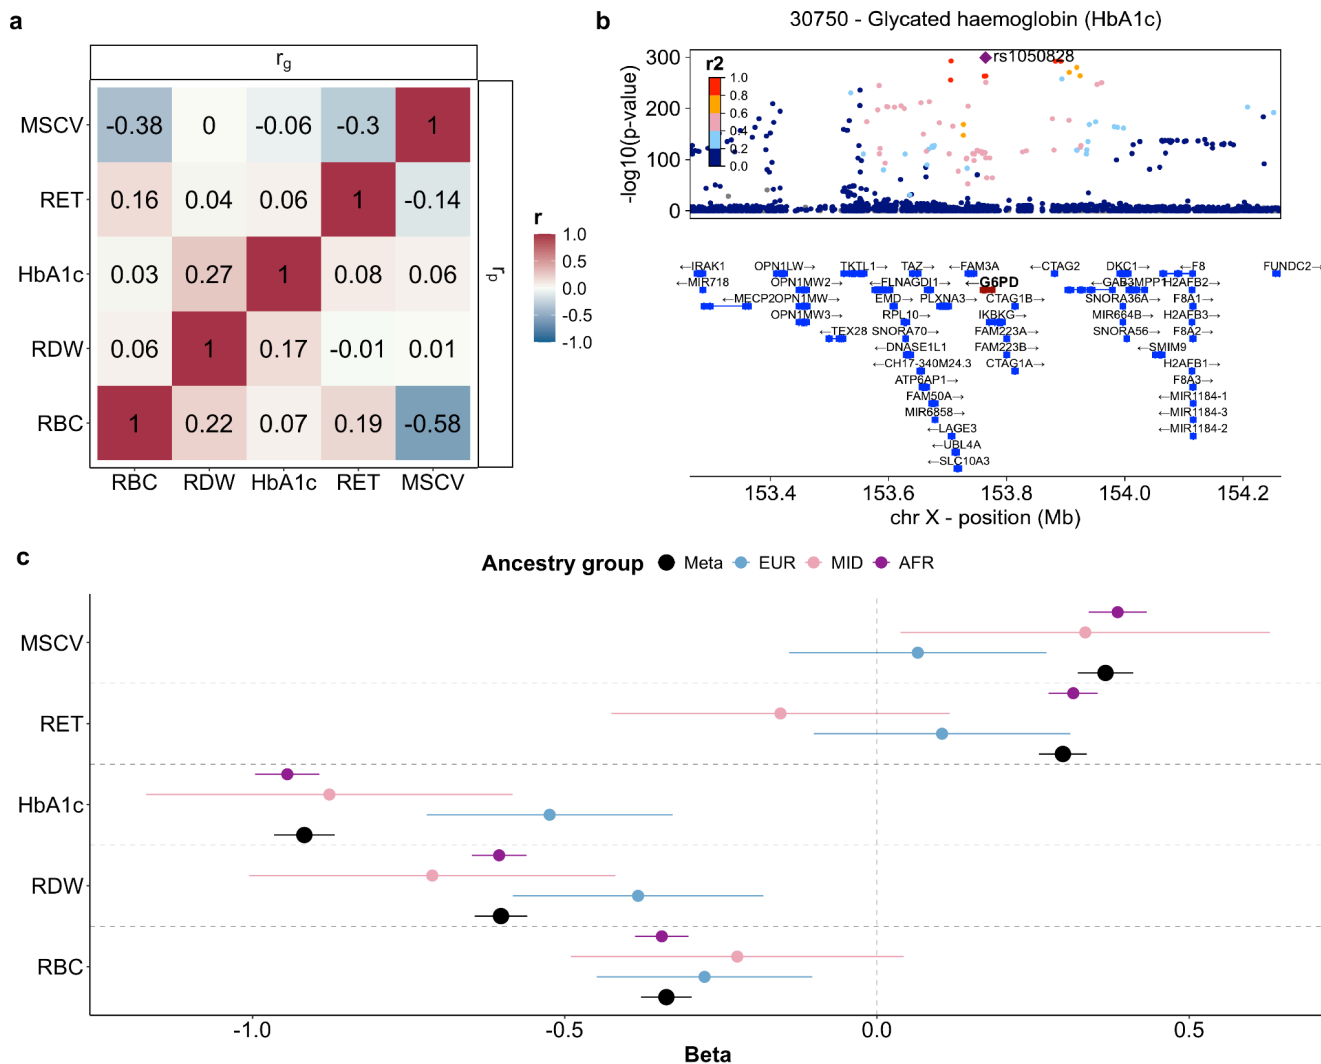 a
r_g
r_p
MSCV -0.38 0 -0.06 -0.3 1
RET 0.16 0.04 0.06 1 -0.14
HbA1c 0.03 0.27 1 0.08 0.06
RDW 0.06 1 0.17 -0.01 0.01
RBC 1 0.22 0.07 0.19 -0.58
RBC RDW HbA1c RET MSCV
r
1.0
0.5
0.0
-0.5
-1.0
b
30750 - Glycated haemoglobin (HbA1c)
-log10(p-value)
300
200
100
0
r2
1.0
0.8
0.6
0.4
0.2
0.0
rs1050828
←IRAK1 OPN1LW→ TKTL1→ TAZ→ FAM3A ←CTAG2 DKC1→ ←F8 FUNDC2→
←MIR718 OPN1MW2→ ←FLNAGDI1→ ←G6PD ←GAB3MPP1 H2AFB2→
←MECP2OPN1MW→ EMD→ PLXNA3→ CTAG1B→ SNORA36A→ F8A1→
OPN1MW3→ RPL10→ IKBKG→ MIR664B→ H2AFB3→
←TEX28 SNORA70→ FAM223A→ SNORA56→ F8A2→
←DNASE1L1 FAM223B→ ←SMIM9
←CH17-340M24.3 CTAG1A→ H2AFB1→
ATP6AP1→ F8A3→
FAM50A→ ←MIR1184-1
MIR6858→ ←MIR1184-3
←LAGE3 ←MIR1184-2
←UBL4A
←SLC10A3
153.4 153.6 153.8 154.0 154.2
chr X - position (Mb)
c
Ancestry group Meta EUR MID AFR
MSCV
RET
HbA1c
RDW
RBC
-1.0 -0.5 0.0 0.5
Beta